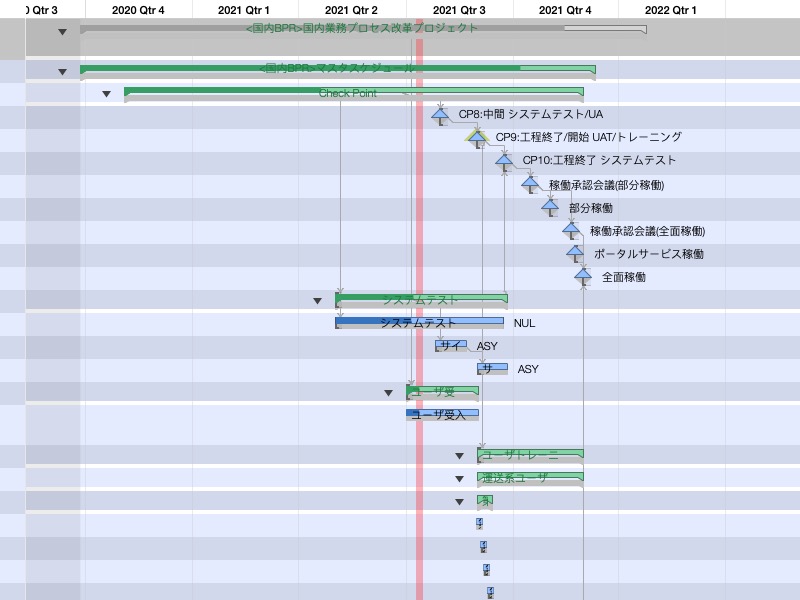 0 Qtr 3 2020 Qtr 4 2021 Qtr 1 2021 Qtr 2 2021 Qtr 3 2021 Qtr 4 2022 Qtr 1
<国内BPR>国内業務プロセス改革プロジェクト
<国内BPR>マスタスケジュール
Check Point
CP8:中間 システムテスト/UA
CP9:工程終了/開始 UAT/トレーニング
CP10:工程終了 システムテスト
稼働承認会議(部分稼働)
部分稼働
稼働承認会議(全面稼働)
ポータルサービス稼働
全面稼働
システムテスト
システムテスト NUL
サイ ASY
サ ASY
ユーザ受
ユーザ受入
ユーザトレーニ
運送系ユーザ